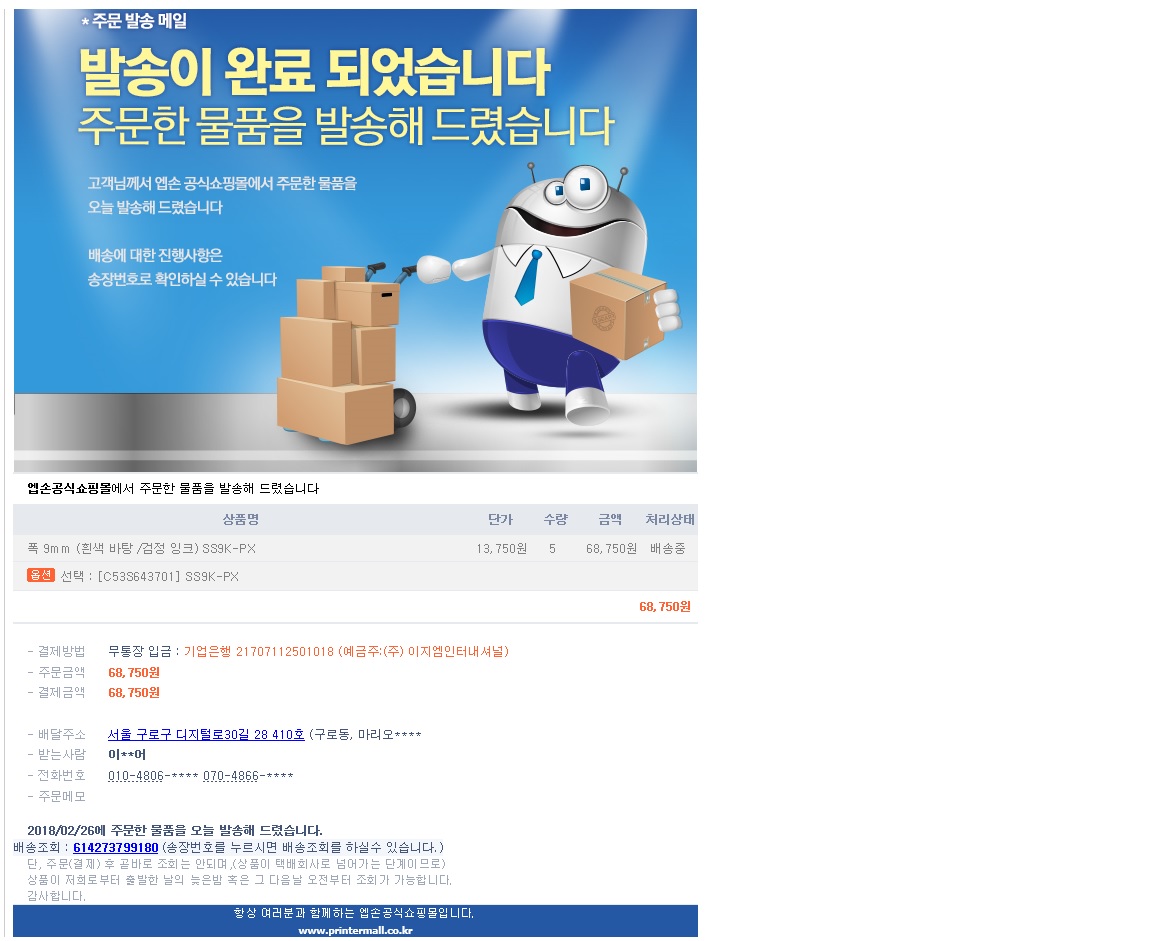 * 주문 발송 메일
발송이 완료 되었습니다
주문한 물품을 발송해 드렸습니다
고객님께서 엡손 공식쇼핑몰에서 주문한 물품을
오늘 발송해 드렸습니다
배송에 대한 진행사항은
송장번호로 확인하실 수 있습니다
엡손공식쇼핑몰에서 주문한 물품을 발송해 드렸습니다
상품명 단가 수량 금액 처리상태
폭 9mm (흰색 바탕 /검정 잉크) SS9K-PX 13,750원 5 68,750원 배송중
옵션 선택 : [C53S643701] SS9K-PX
68,750원
- 결제방법 무통장 입금 : 기업은행 21707112501018 (예금주:(주) 이지엠인터내셔널)
- 주문금액 68,750원
- 결제금액 68,750원
- 배달주소 서울 구로구 디지털로30길 28 410호 (구로동, 마리오****
- 받는사람 이**어
- 전화번호 010-4806-**** 070-4866-****
- 주문메모
2018/02/26에 주문한 물품을 오늘 발송해 드렸습니다.
배송조회 : 614273799180 (송장번호를 누르시면 배송조회를 하실수 있습니다.)
단, 주문(결제) 후 곧바로 조회는 안되며,(상품이 택배회사로 넘어가는 단계이므로)
상품이 저희로부터 출발한 날의 늦은밤 혹은 그 다음날 오전부터 조회가 가능합니다.
감사합니다.
항상 여러분과 함께하는 엡손공식쇼핑몰입니다.
www.printermall.co.kr